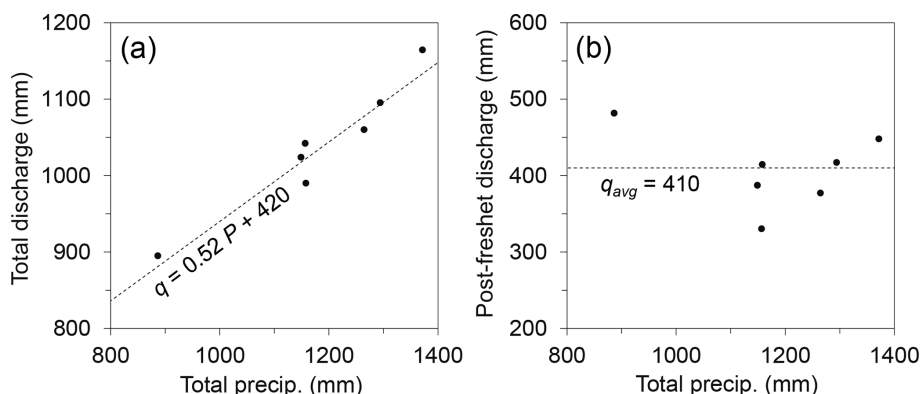 (a)
Total discharge (mm)
1200
1100
1000
900
800
q = 0.52 P + 420
800
1000
1200
1400
Total precip. (mm)
(b)
Post-freshet discharge (mm)
600
500
400
300
200
q_avg = 410
800
1000
1200
1400
Total precip. (mm)